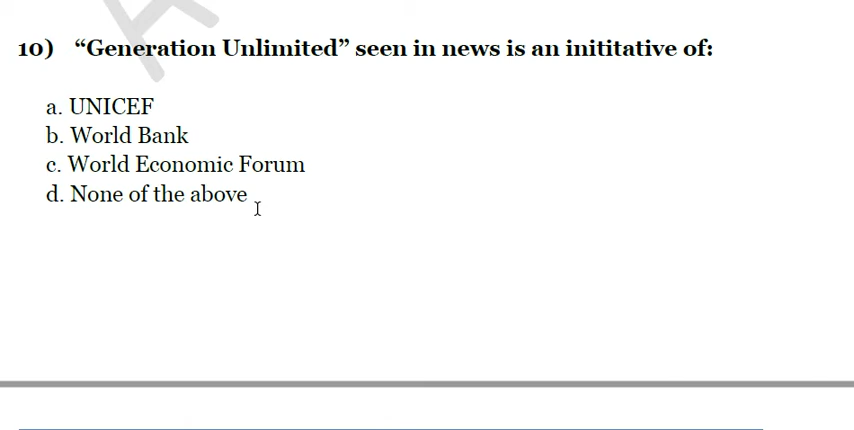 10) “Generation Unlimited” seen in news is an inititative of:
a. UNICEF
b. World Bank
c. World Economic Forum
d. None of the above